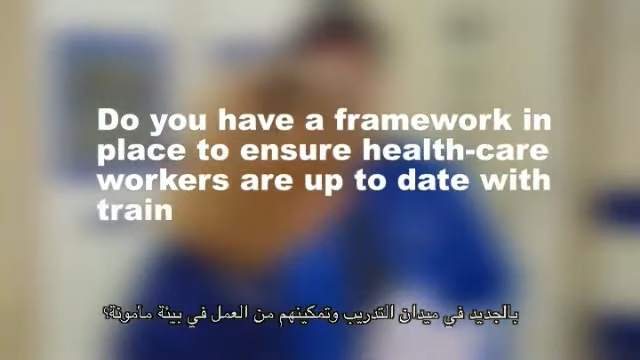 Do you have a framework in
place to ensure health-care
workers are up to date with
train
بالجديد في ميدان التدريب وتمكينهم من العمل في بيئة مأمونة؟